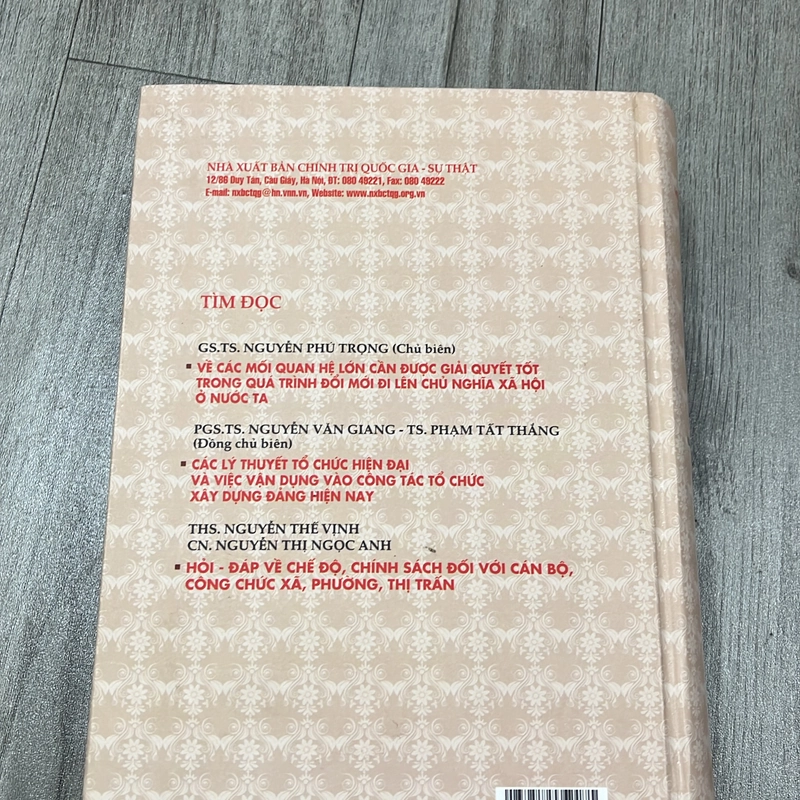 NHÀ XUẤT BẢN CHÍNH TRỊ QUỐC GIA - SỰ THẬT
12/86 Duy Tân, Cầu Giấy, Hà Nội, ĐT: 080 49221, Fax: 080 49222
E-mail: nxbctqg@hn.vnn.vn, Website: www.nxbctqg.org.vn
TÌM ĐỌC
GS.TS. NGUYỄN PHÚ TRỌNG (Chủ biên)
▪ VỀ CÁC MỐI QUAN HỆ LỚN CẦN ĐƯỢC GIẢI QUYẾT TỐT
TRONG QUÁ TRÌNH ĐỔI MỚI ĐI LÊN CHỦ NGHĨA XÃ HỘI
Ở NƯỚC TA
PGS.TS. NGUYỄN VĂN GIANG - TS. PHẠM TẤT THẮNG
(Đồng chủ biên)
▪ CÁC LÝ THUYẾT TỔ CHỨC HIỆN ĐẠI
VÀ VIỆC VẬN DỤNG VÀO CÔNG TÁC TỔ CHỨC
XÂY DỰNG ĐẢNG HIỆN NAY
THS. NGUYỄN THẾ VỊNH
CN. NGUYỄN THỊ NGỌC ANH
▪ HỎI - ĐÁP VỀ CHẾ ĐỘ, CHÍNH SÁCH ĐỐI VỚI CÁN BỘ,
CÔNG CHỨC XÃ, PHƯỜNG, THỊ TRẤN